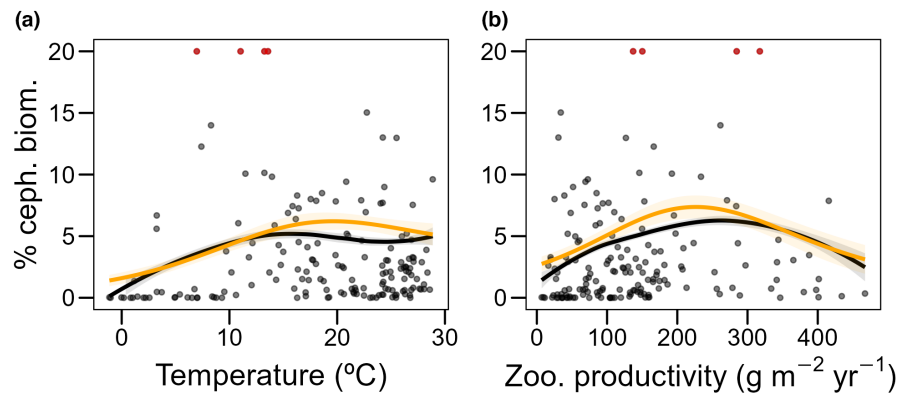 (a)
% ceph. biom.
20
15
10
5
0
0 10 20 30
Temperature (ºC)
(b)
20
15
10
5
0
0 100 200 300 400
Zoo. productivity (g m⁻² yr⁻¹)